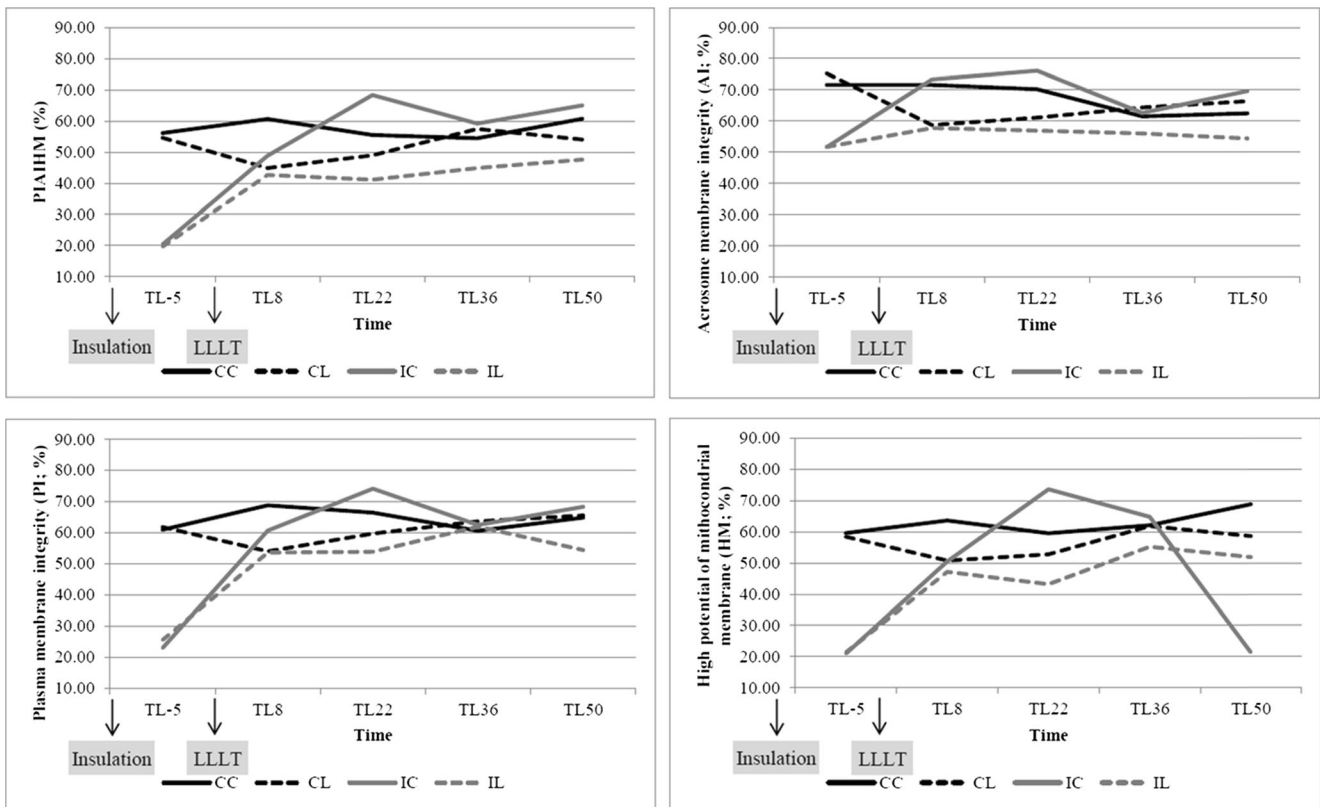 90.00
80.00
70.00
60.00
50.00
40.00
30.00
20.00
10.00
PIAIHM (%)
TL-5 TL8 TL22 TL36 TL50
Time
Insulation LLLT
CC CL IC IL
90.00
80.00
70.00
60.00
50.00
40.00
30.00
20.00
10.00
Acrosome membrane integrity (AI; %)
TL-5 TL8 TL22 TL36 TL50
Time
Insulation LLLT
CC CL IC IL
90.00
80.00
70.00
60.00
50.00
40.00
30.00
20.00
10.00
Plasma membrane integrity (PI; %)
TL-5 TL8 TL22 TL36 TL50
Time
Insulation LLLT
CC CL IC IL
90.00
80.00
70.00
60.00
50.00
40.00
30.00
20.00
10.00
High potential of mithocondrial
membrane (HM; %)
TL-5 TL8 TL22 TL36 TL50
Time
Insulation LLLT
CC CL IC IL